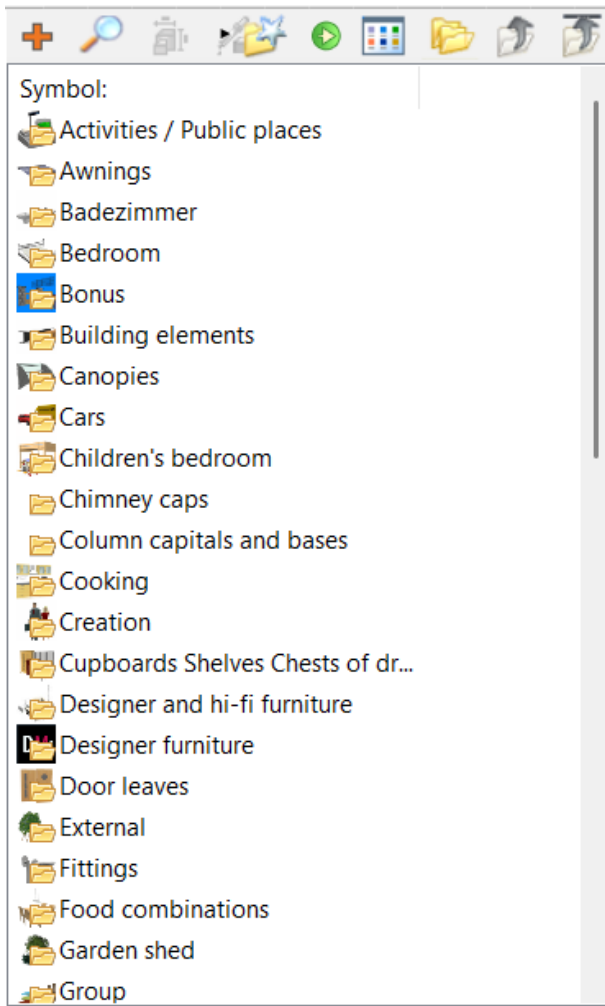 Symbol:
Activities / Public places
Awnings
Badezimmer
Bedroom
Bonus
Building elements
Canopies
Cars
Children's bedroom
Chimney caps
Column capitals and bases
Cooking
Creation
Cupboards Shelves Chests of dr...
Designer and hi-fi furniture
Designer furniture
Door leaves
External
Fittings
Food combinations
Garden shed
Group